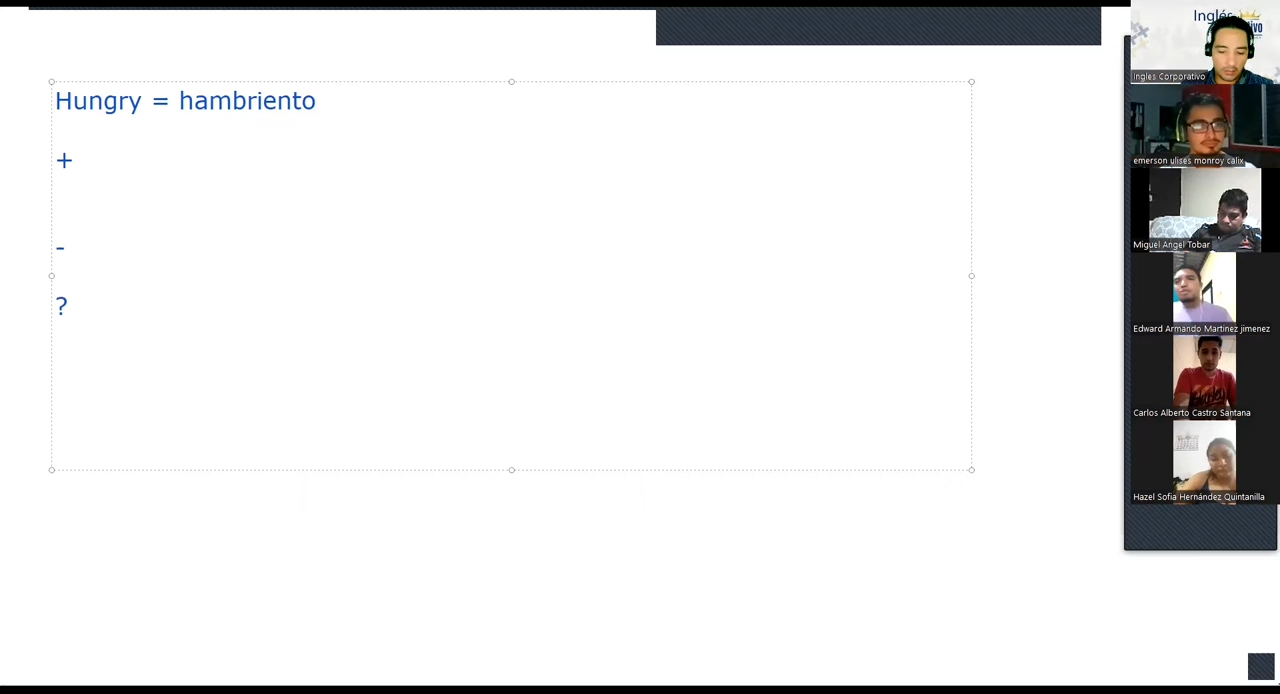 Hungry = hambriento
+
-
?
Inglés
Ingles Corporativo
emerson ulises monroy calix
Miguel Angel Tobar
Edward Armando Martinez jimenez
Carlos Alberto Castro Santana
Hazel Sofia Hernández Quintanilla